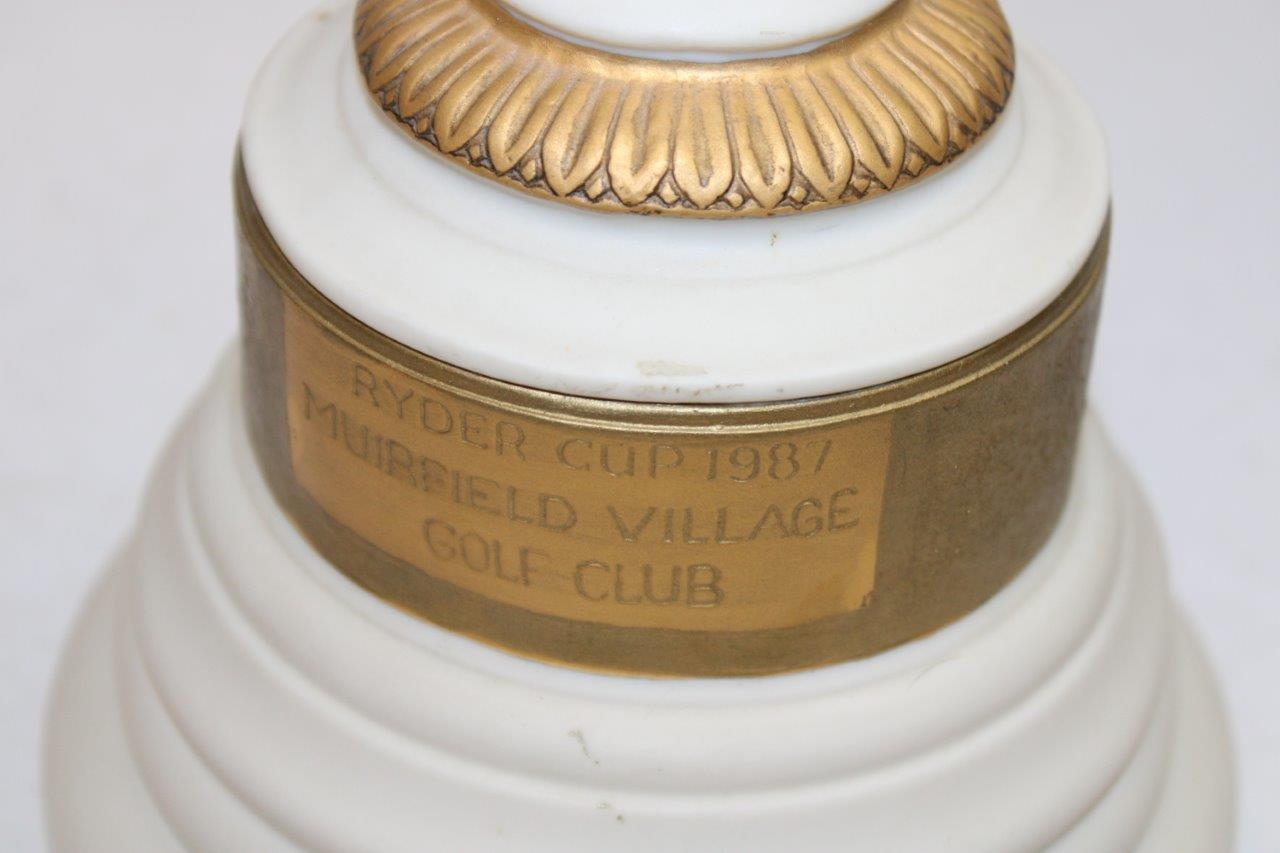 RYDER CUP 1987
MUIRFIELD VILLAGE
GOLF CLUB